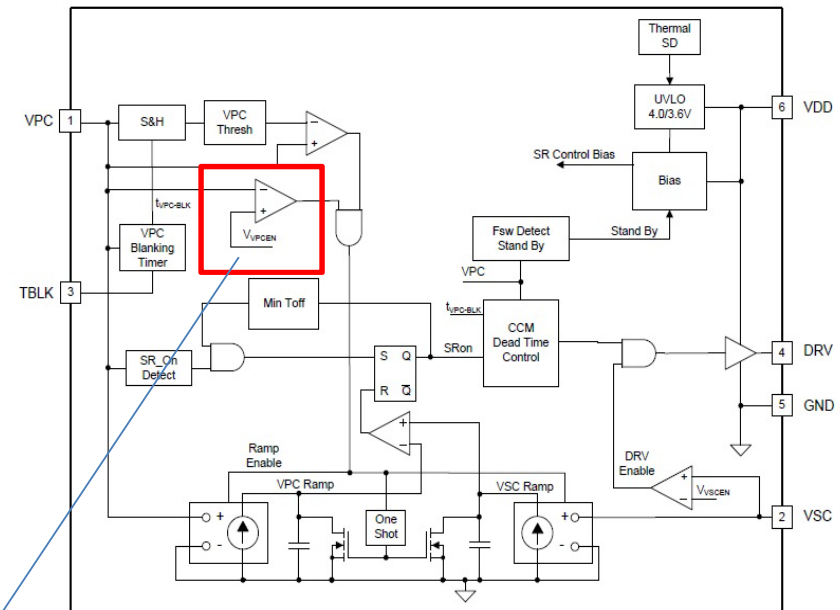 Thermal
SD
VPC
1
S&H
VPC
Thresh
−
+
UVLO
4.0/3.6V
6
VDD
SR Control Bias
Bias
tVPC-BLK
−
+
VVPCEN
VPC
Blanking
Timer
Fsw Detect
Stand By
Stand By
TBLK
3
VPC
Min Toff
tVPC-BLK
CCM
Dead Time
Control
SR_On
Detect
S Q
R Q̅
SRon
4
DRV
5
GND
+
−
Ramp
Enable
VPC Ramp
VSC Ramp
DRV
Enable
+
−
VVSCEN
2
VSC
+
-
One
Shot
+
-